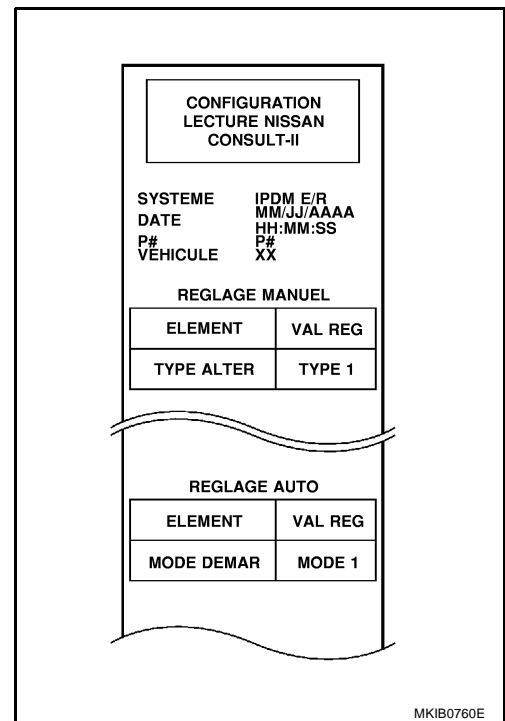 CONFIGURATION
LECTURE NISSAN
CONSULT-II
SYSTEME IPDM E/R
DATE MM/JJ/AAAA
HH:MM:SS
P# P#
VEHICULE XX
REGLAGE MANUEL
ELEMENT VAL REG
TYPE ALTER TYPE 1
REGLAGE AUTO
ELEMENT VAL REG
MODE DEMAR MODE 1
MKIB0760E